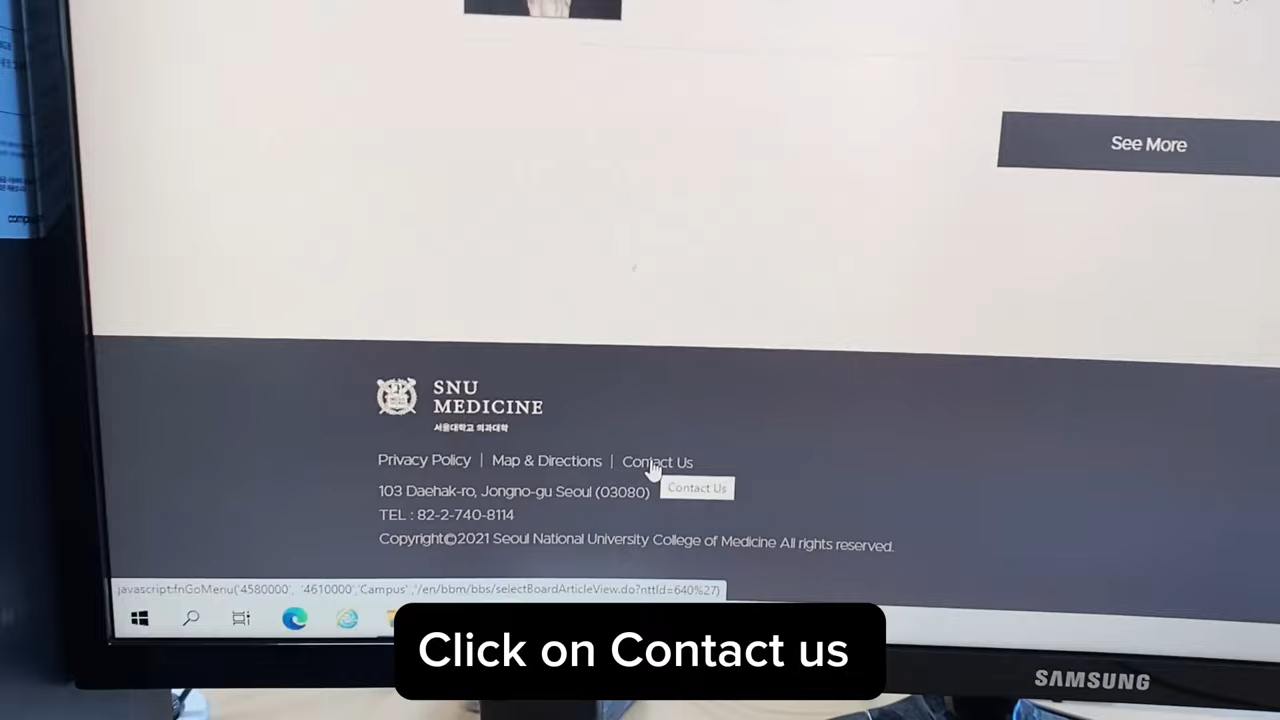 See More
SNU
MEDICINE
서울대학교 의과대학
Privacy Policy | Map & Directions | Contact Us
103 Daehak-ro, Jongno-gu Seoul (03080)
Contact Us
TEL : 82-2-740-8114
Copyright©2021 Seoul National University College of Medicine All rights reserved.
javascript:fnGoMenu('4580000', '4610000','Campus','/en/bbm/bbs/selectBoardArticleView.do?nttId=640%27)
Click on Contact us
SAMSUNG